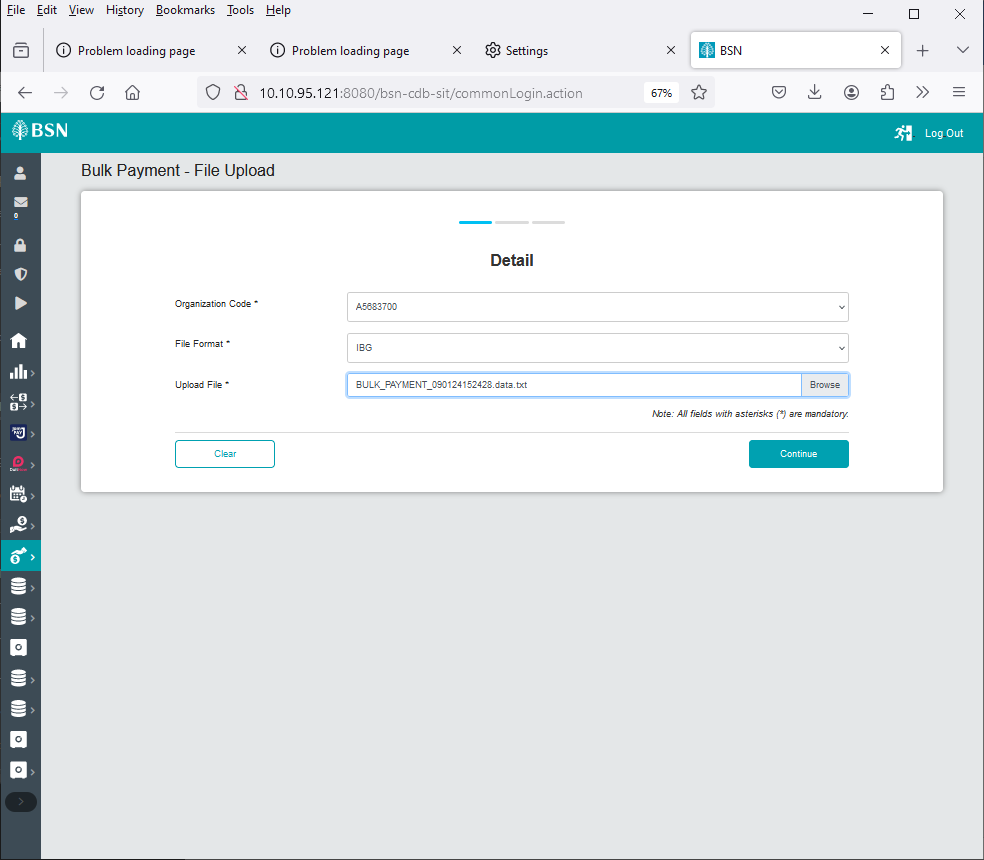 File Edit View History Bookmarks Tools Help
Problem loading page
Problem loading page
Settings
BSN
10.10.95.121:8080/bsn-cdb-sit/commonLogin.action
67%
BSN
Log Out
0
Bulk Payment - File Upload
Detail
Organization Code *
A5683700
File Format *
IBG
Upload File *
BULK_PAYMENT_090124152428.data.txt
Browse
Note: All fields with asterisks (*) are mandatory.
Clear
Continue